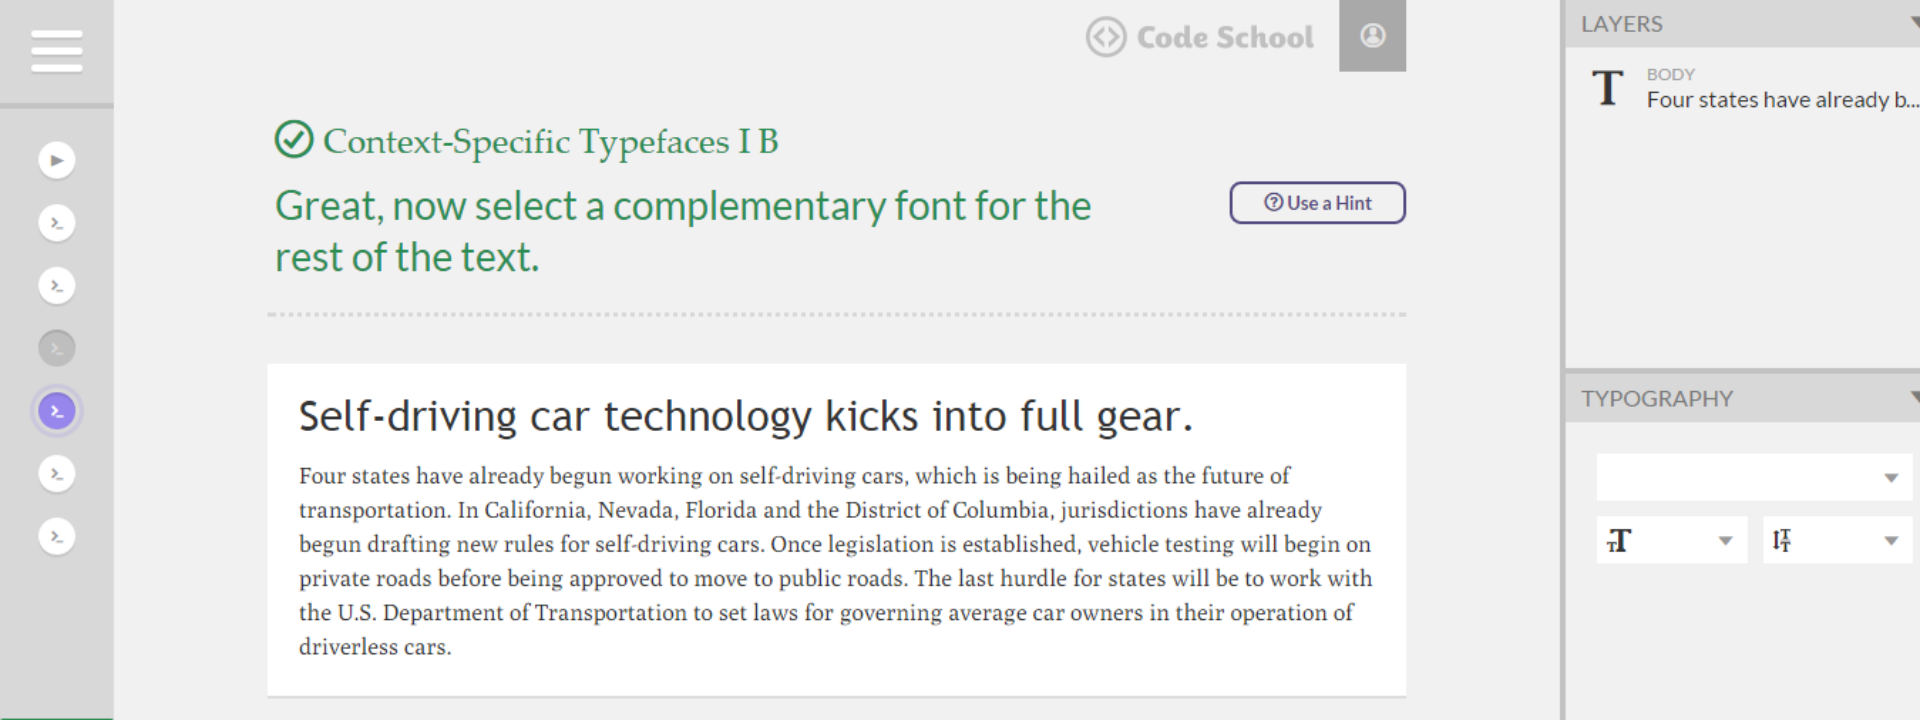 Code School
Context-Specific Typefaces I B
Great, now select a complementary font for the
rest of the text.
Use a Hint
Self-driving car technology kicks into full gear.
Four states have already begun working on self-driving cars, which is being hailed as the future of
transportation. In California, Nevada, Florida and the District of Columbia, jurisdictions have already
begun drafting new rules for self-driving cars. Once legislation is established, vehicle testing will begin on
private roads before being approved to move to public roads. The last hurdle for states will be to work with
the U.S. Department of Transportation to set laws for governing average car owners in their operation of
driverless cars.
LAYERS
BODY
Four states have already b...
TYPOGRAPHY